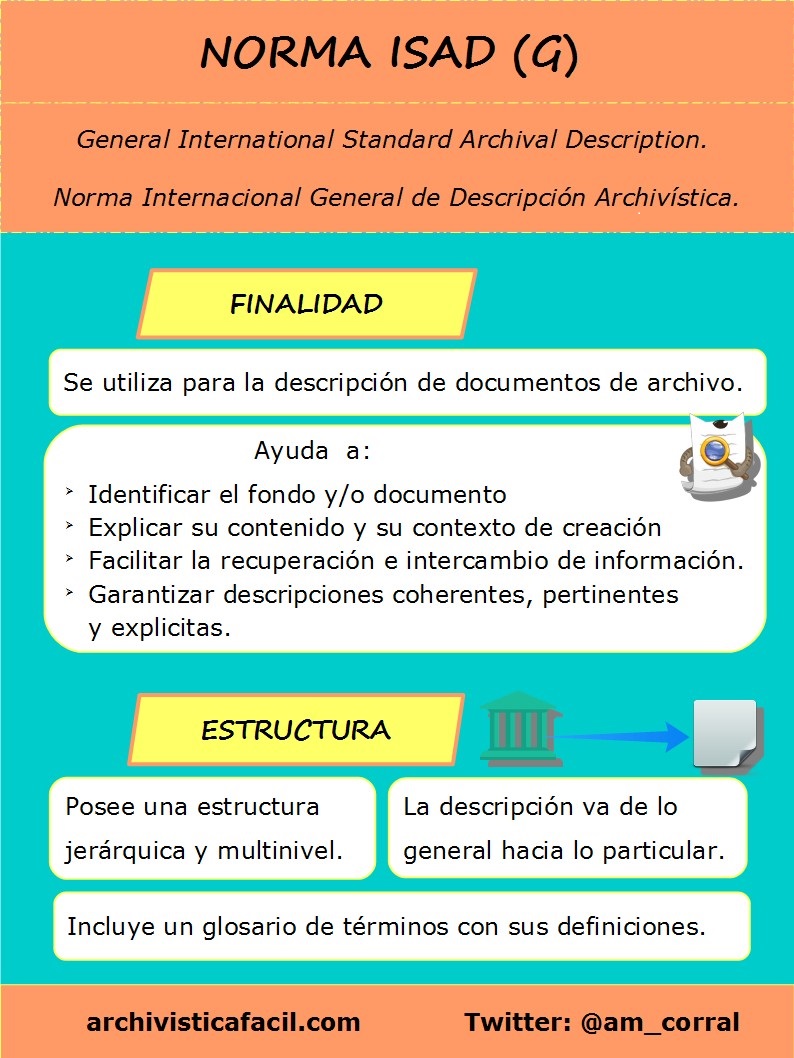 NORMA ISAD (G)
General International Standard Archival Description.
Norma Internacional General de Descripción Archivística.
FINALIDAD
Se utiliza para la descripción de documentos de archivo.
Ayuda a:
Identificar el fondo y/o documento
Explicar su contenido y su contexto de creación
Facilitar la recuperación e intercambio de información.
Garantizar descripciones coherentes, pertinentes
y explicitas.
ESTRUCTURA
Posee una estructura
jerárquica y multinivel.
La descripción va de lo
general hacia lo particular.
Incluye un glosario de términos con sus definiciones.
archivisticafacil.com
Twitter: @am_corral